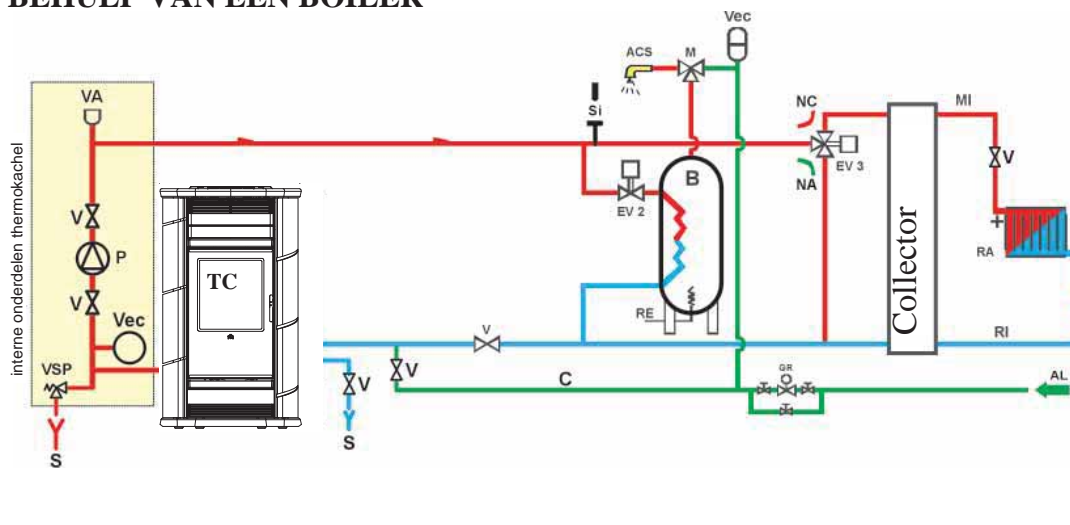 BEHULP VAN EEN BOILER
Vec
ACS
M
VA
Si
NC
MI
EV 3
V
B
NA
EV 2
V
P
TC
Collector
RA
V
Vec
RE
V
RI
interne onderdelen thermokachel
VSP
V
V
C
GR
AL
S
S